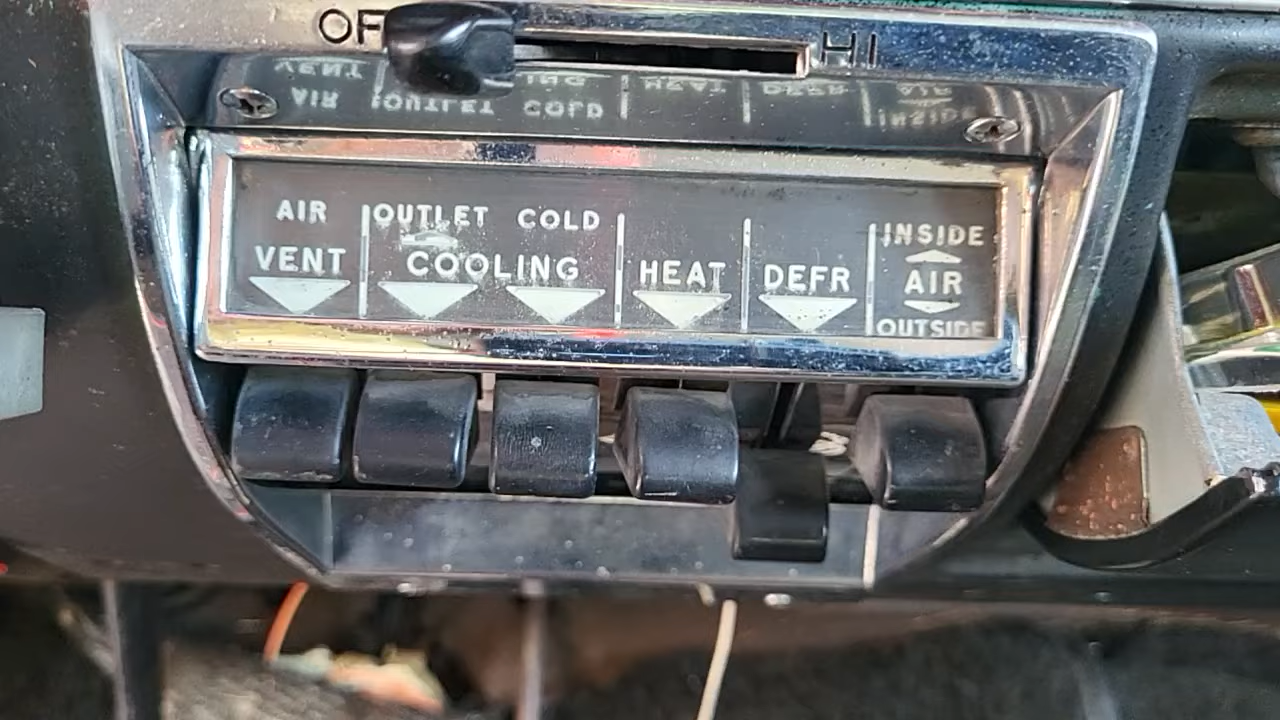 OFF HI
AIR OUTLET COLD INSIDE
VENT COOLING HEAT DEFR AIR
OUTSIDE